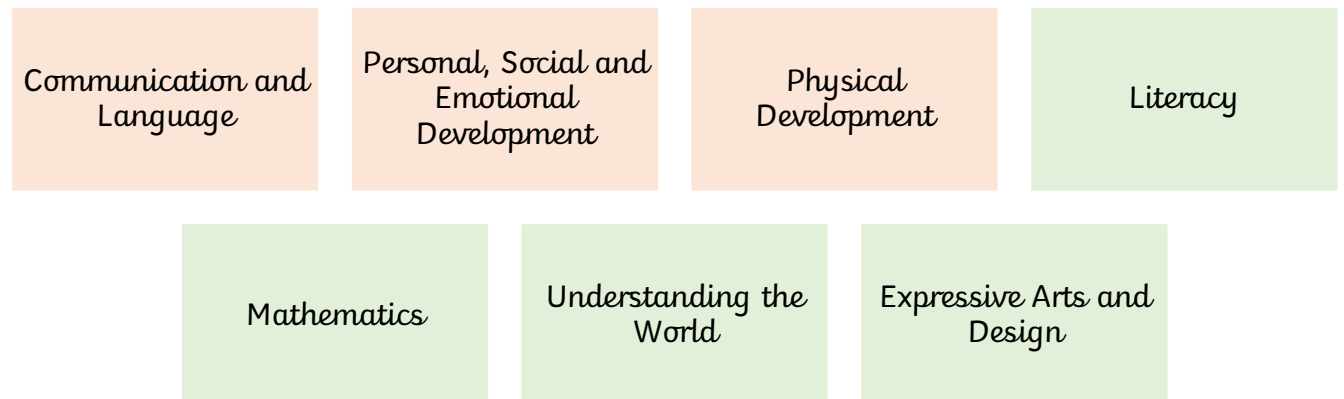 Communication and
Language
Personal, Social and
Emotional
Development
Physical
Development
Literacy
Mathematics
Understanding the
World
Expressive Arts and
Design